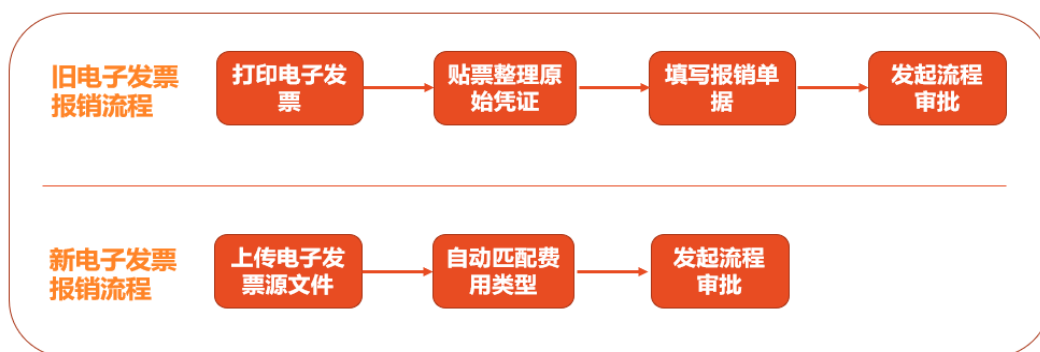 旧电子发票
报销流程
打印电子发
票
贴票整理原
始凭证
填写报销单
据
发起流程
审批
新电子发票
报销流程
上传电子发
票源文件
自动匹配费
用类型
发起流程
审批